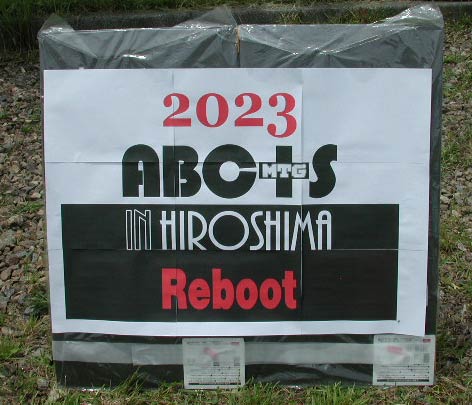 2023
ABC+S
MTG
IN HIROSHIMA
Reboot